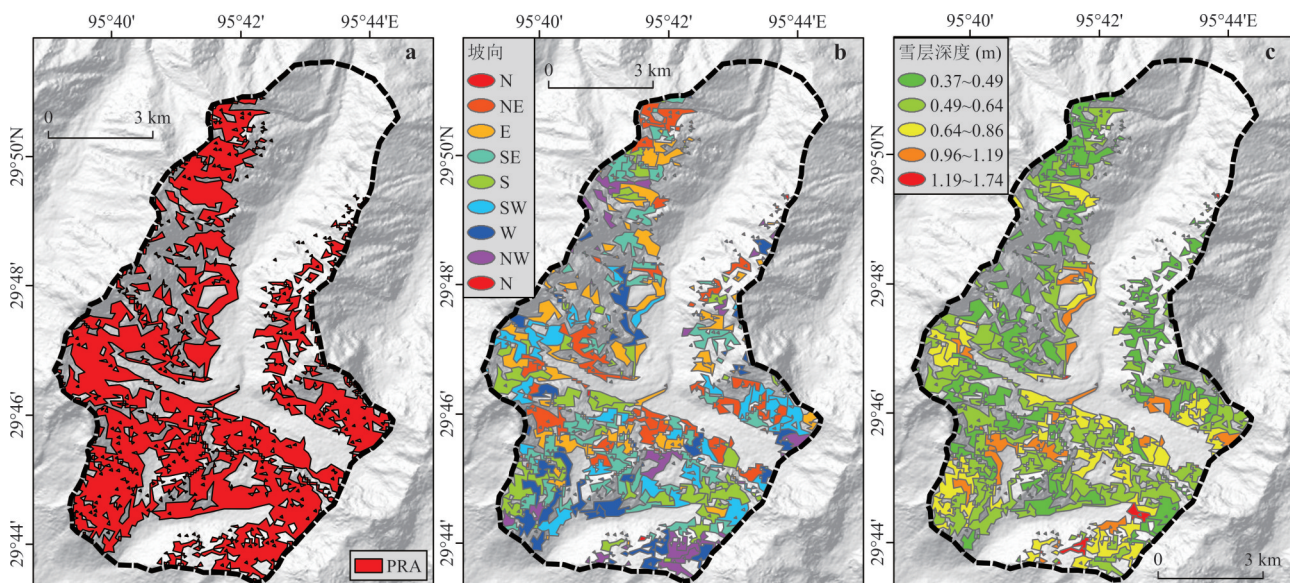 95°40′ 95°42′ 95°44′E
a
0 3 km
29°50′N
29°48′
29°46′
29°44′
PRA
95°40′ 95°42′ 95°44′E
b
坡向
N
NE
E
SE
S
SW
W
NW
N
0 3 km
29°50′N
29°48′
29°46′
29°44′
95°40′ 95°42′ 95°44′E
c
雪层深度 (m)
0.37~0.49
0.49~0.64
0.64~0.86
0.96~1.19
1.19~1.74
29°50′N
29°48′
29°46′
29°44′
0 3 km